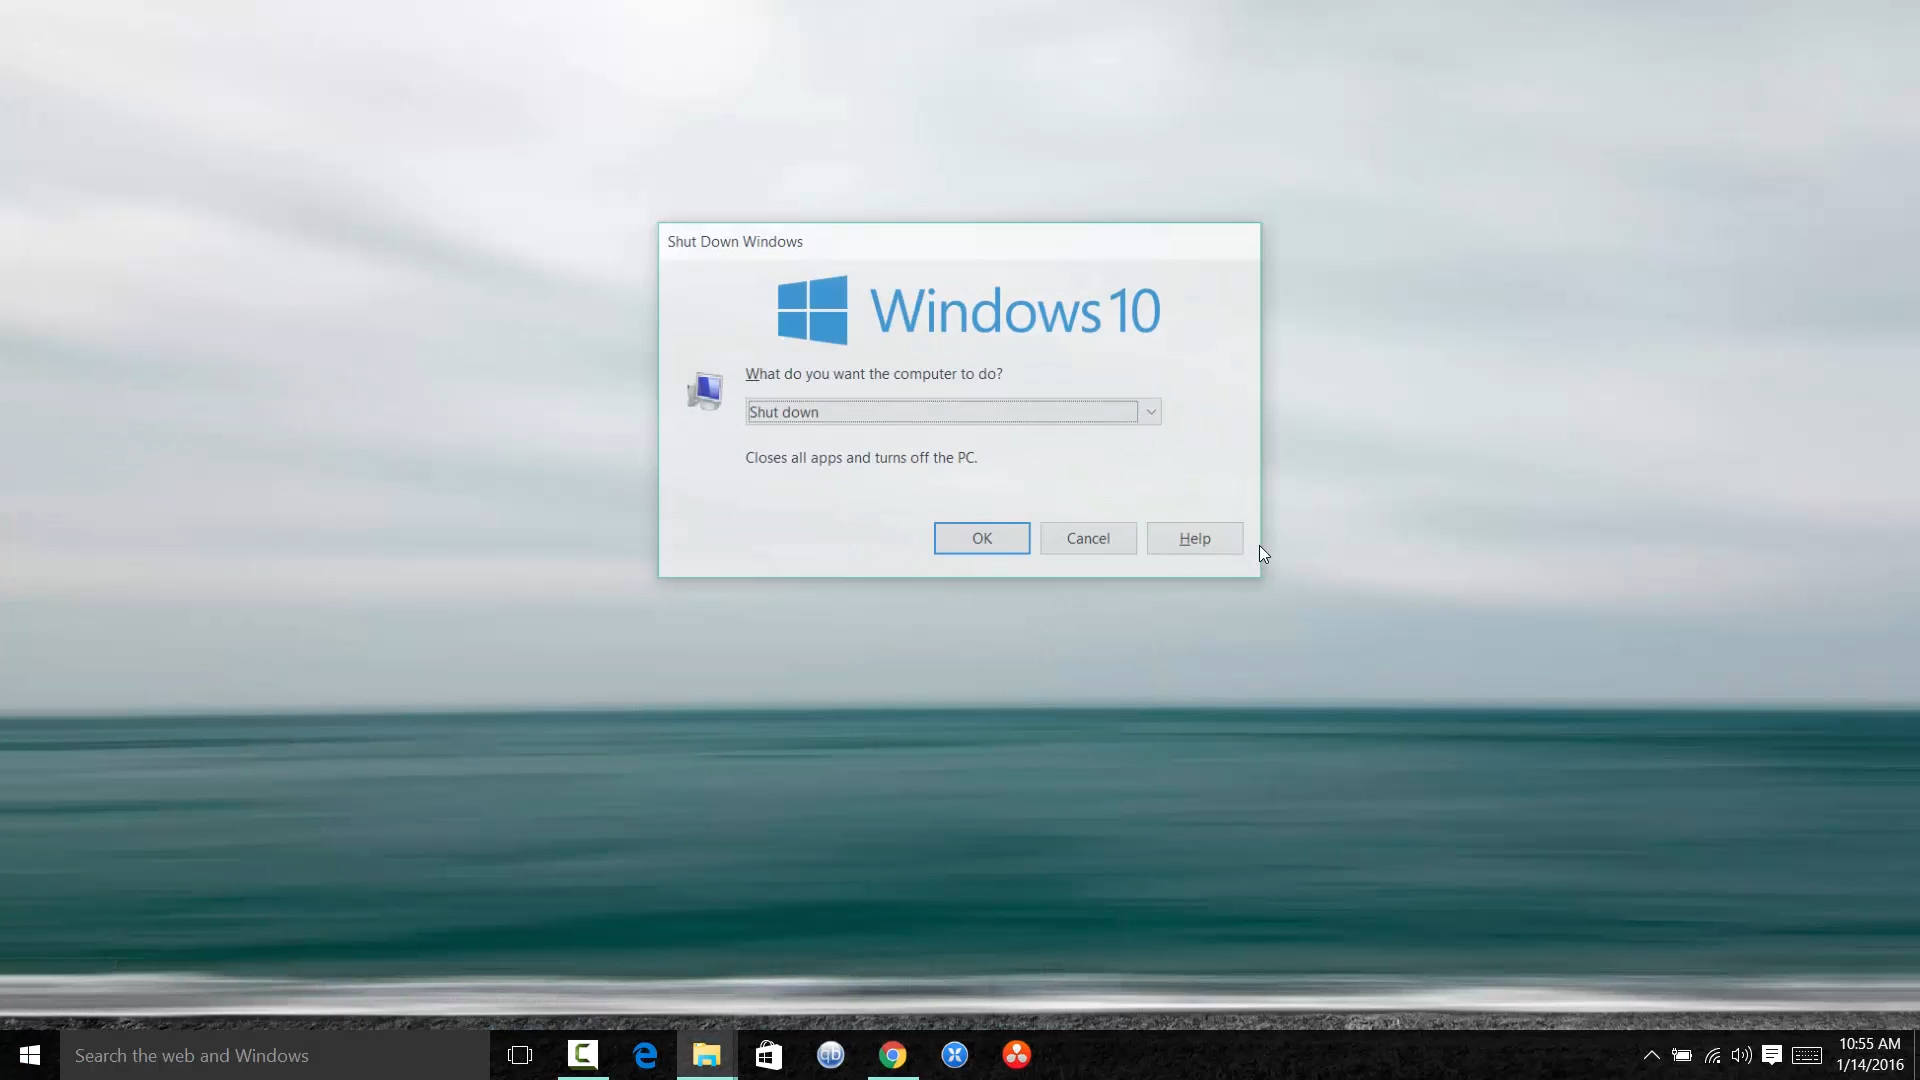 Shut Down Windows
Windows 10
What do you want the computer to do?
Shut down
Closes all apps and turns off the PC.
OK
Cancel
Help
Search the web and Windows
qb
10:55 AM
1/14/2016